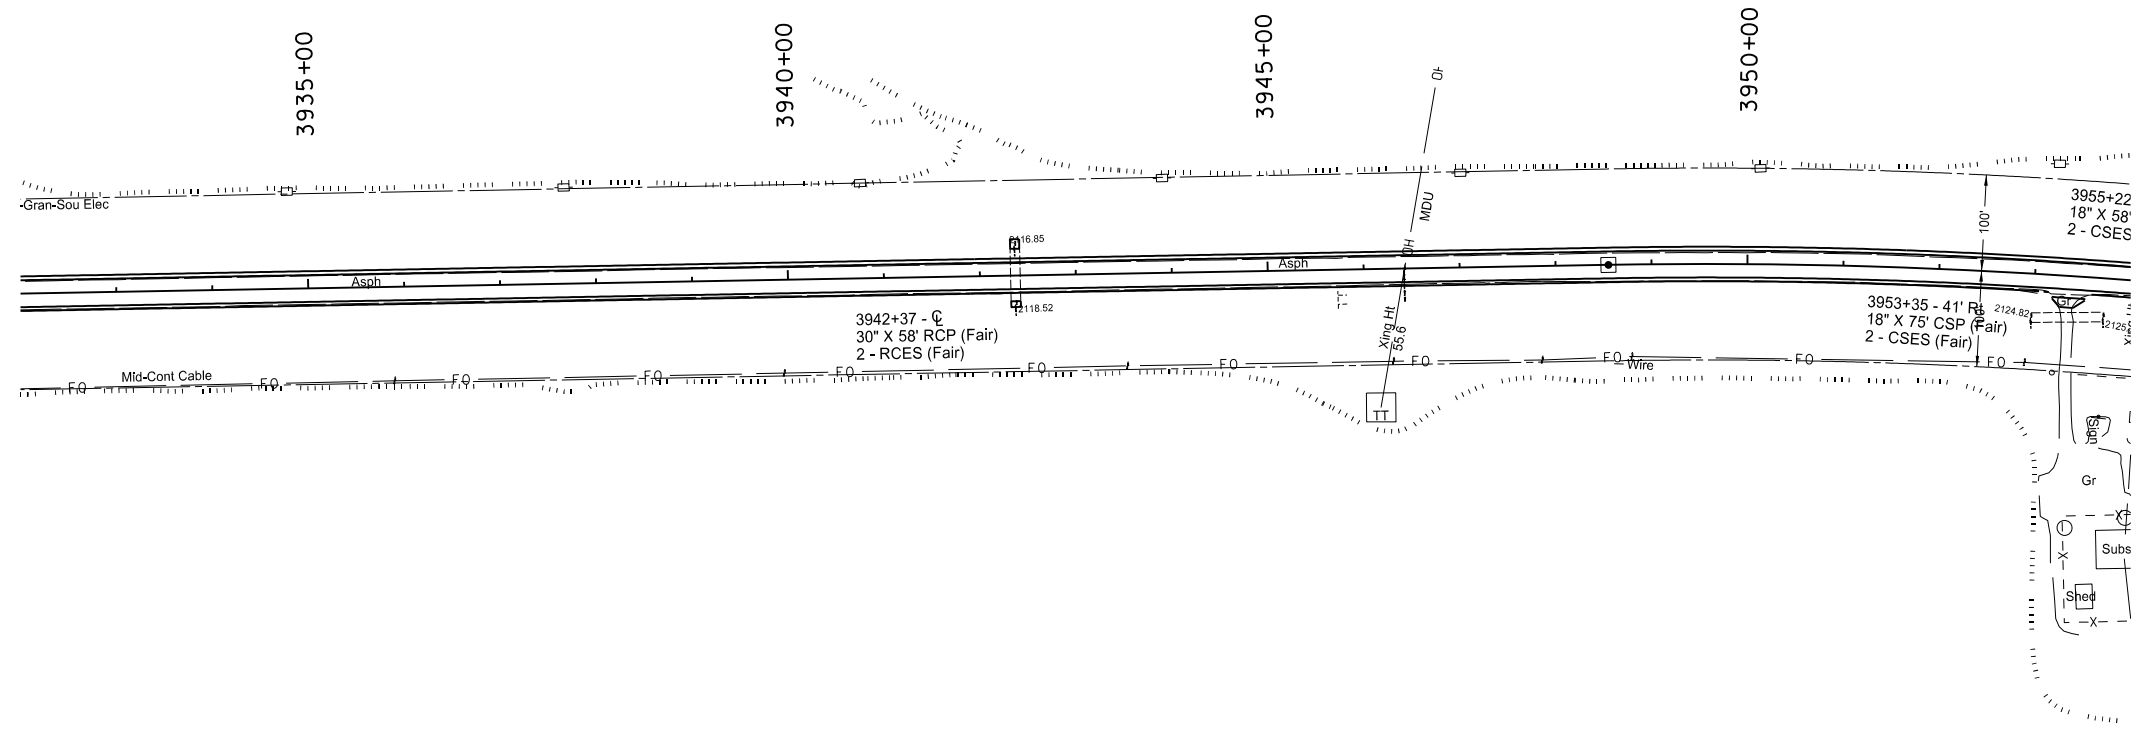 3935+00
3940+00
3945+00
3950+00
OH
-Gran-Sou Elec
MDU
OH
100'
3955+22
18" X 58'
2 - CSES
2116.85
Asph
Asph
2118.52
3942+37 - ℄
30" X 58' RCP (Fair)
2 - RCES (Fair)
Xing Ht
55.6
3953+35 - 41' Rt
18" X 75' CSP (Fair)
2 - CSES (Fair)
100'
2124.82
Gr
2125
Mid-Cont Cable
FO
FO
FO
FO
FO
FO
FO
FO
FO
FO
FO
Wire
TT
Sign
Gr
X
X
Subs
Shed
X